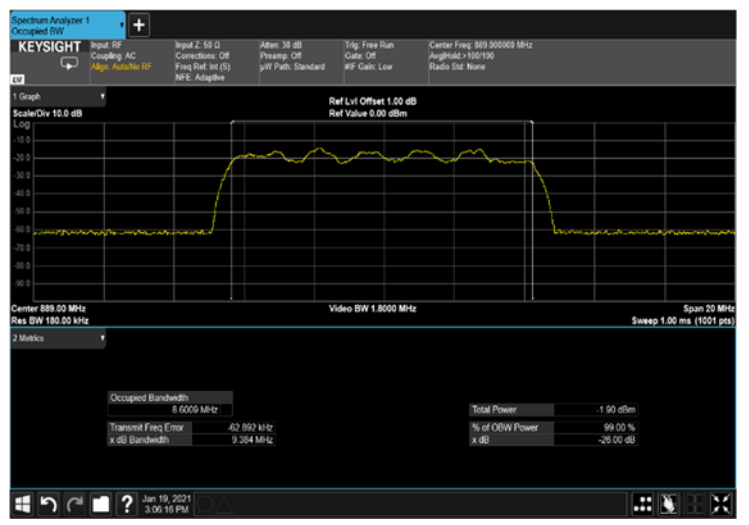 Spectrum Analyzer 1
Occupied BW
+
KEYSIGHT
Input: RF
Coupling: AC
Align: Auto/No RF
Input Z: 50 Ω
Corrections: Off
Freq Ref: Int (S)
NFE: Adaptive
Atten: 30 dB
Preamp: Off
µW Path: Standard
Trig: Free Run
Gate: Off
#IF Gain: Low
Center Freq: 889.000000 MHz
Avg|Hold:>100/100
Radio Std: None
1 Graph
Scale/Div 10.0 dB
Ref Lvl Offset 1.00 dB
Ref Value 0.00 dBm
Log
-10.0
-20.0
-30.0
-40.0
-50.0
-60.0
-70.0
-80.0
-90.0
Center 889.00 MHz
Video BW 1.8000 MHz
Span 20 MHz
Res BW 180.00 kHz
Sweep 1.00 ms (1001 pts)
2 Metrics
Occupied Bandwidth
8.6009 MHz
Transmit Freq Error -62.892 kHz
x dB Bandwidth 9.384 MHz
Total Power -1.90 dBm
% of OBW Power 99.00 %
x dB -26.00 dB
?
Jan 19, 2021
3:06:16 PM